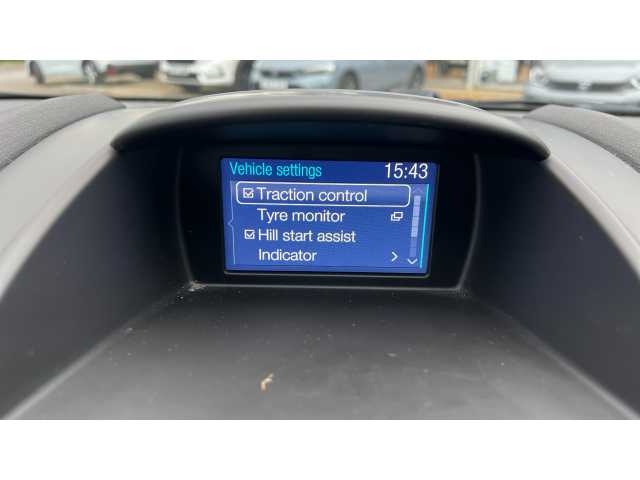 Vehicle settings 15:43
Traction control
Tyre monitor
Hill start assist
Indicator